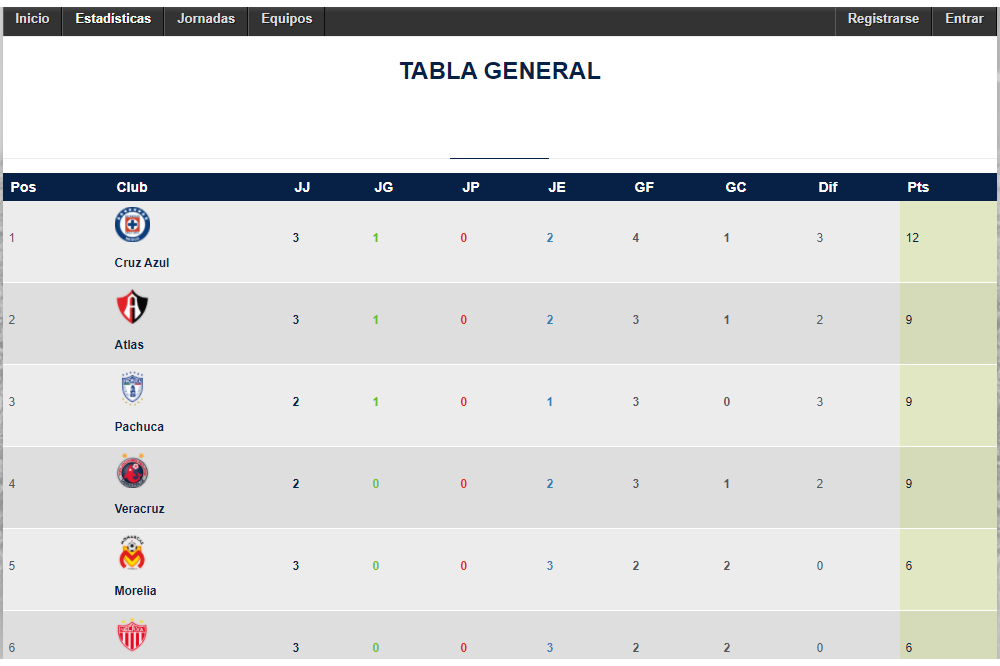 Inicio Estadísticas Jornadas Equipos Registrarse Entrar
TABLA GENERAL
Pos Club JJ JG JP JE GF GC Dif Pts
1 3 1 0 2 4 1 3 12
Cruz Azul
2 3 1 0 2 3 1 2 9
Atlas
3 2 1 0 1 3 0 3 9
Pachuca
4 2 0 0 2 3 1 2 9
Veracruz
5 3 0 0 3 2 2 0 6
Morelia
6 3 0 0 3 2 2 0 6